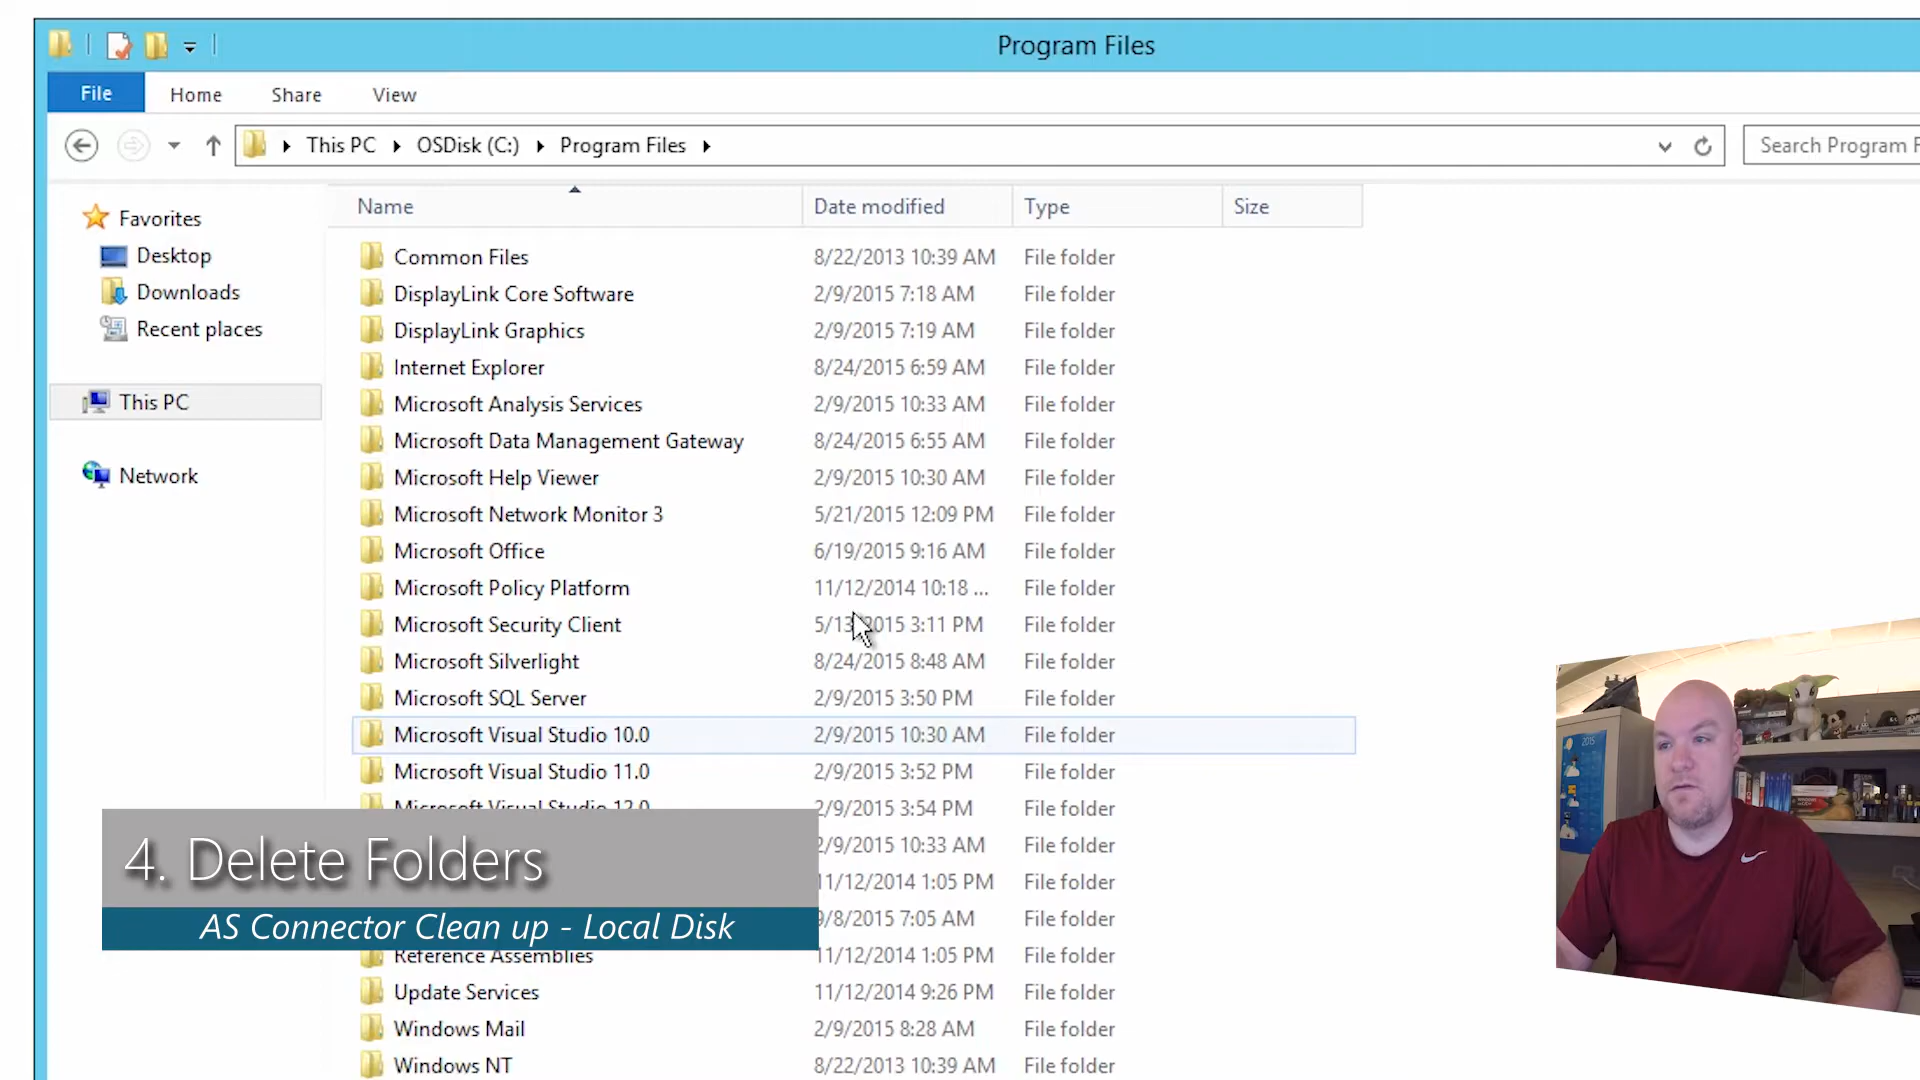 Program Files
File Home Share View
This PC OSDisk (C:) Program Files
Search Program F
Name Date modified Type Size
Favorites
Desktop
Downloads
Recent places
This PC
Network
Common Files 8/22/2013 10:39 AM File folder
DisplayLink Core Software 2/9/2015 7:18 AM File folder
DisplayLink Graphics 2/9/2015 7:19 AM File folder
Internet Explorer 8/24/2015 6:59 AM File folder
Microsoft Analysis Services 2/9/2015 10:33 AM File folder
Microsoft Data Management Gateway 8/24/2015 6:55 AM File folder
Microsoft Help Viewer 2/9/2015 10:30 AM File folder
Microsoft Network Monitor 3 5/21/2015 12:09 PM File folder
Microsoft Office 6/19/2015 9:16 AM File folder
Microsoft Policy Platform 11/12/2014 10:18 ... File folder
Microsoft Security Client 5/13/2015 3:11 PM File folder
Microsoft Silverlight 8/24/2015 8:48 AM File folder
Microsoft SQL Server 2/9/2015 3:50 PM File folder
Microsoft Visual Studio 10.0 2/9/2015 10:30 AM File folder
Microsoft Visual Studio 11.0 2/9/2015 3:52 PM File folder
Microsoft Visual Studio 12.0 2/9/2015 3:54 PM File folder
2/9/2015 10:33 AM File folder
11/12/2014 1:05 PM File folder
9/8/2015 7:05 AM File folder
Reference Assemblies 11/12/2014 1:05 PM File folder
Update Services 11/12/2014 9:26 PM File folder
Windows Mail 2/9/2015 8:28 AM File folder
Windows NT 8/22/2013 10:39 AM File folder
4. Delete Folders
AS Connector Clean up - Local Disk
2015